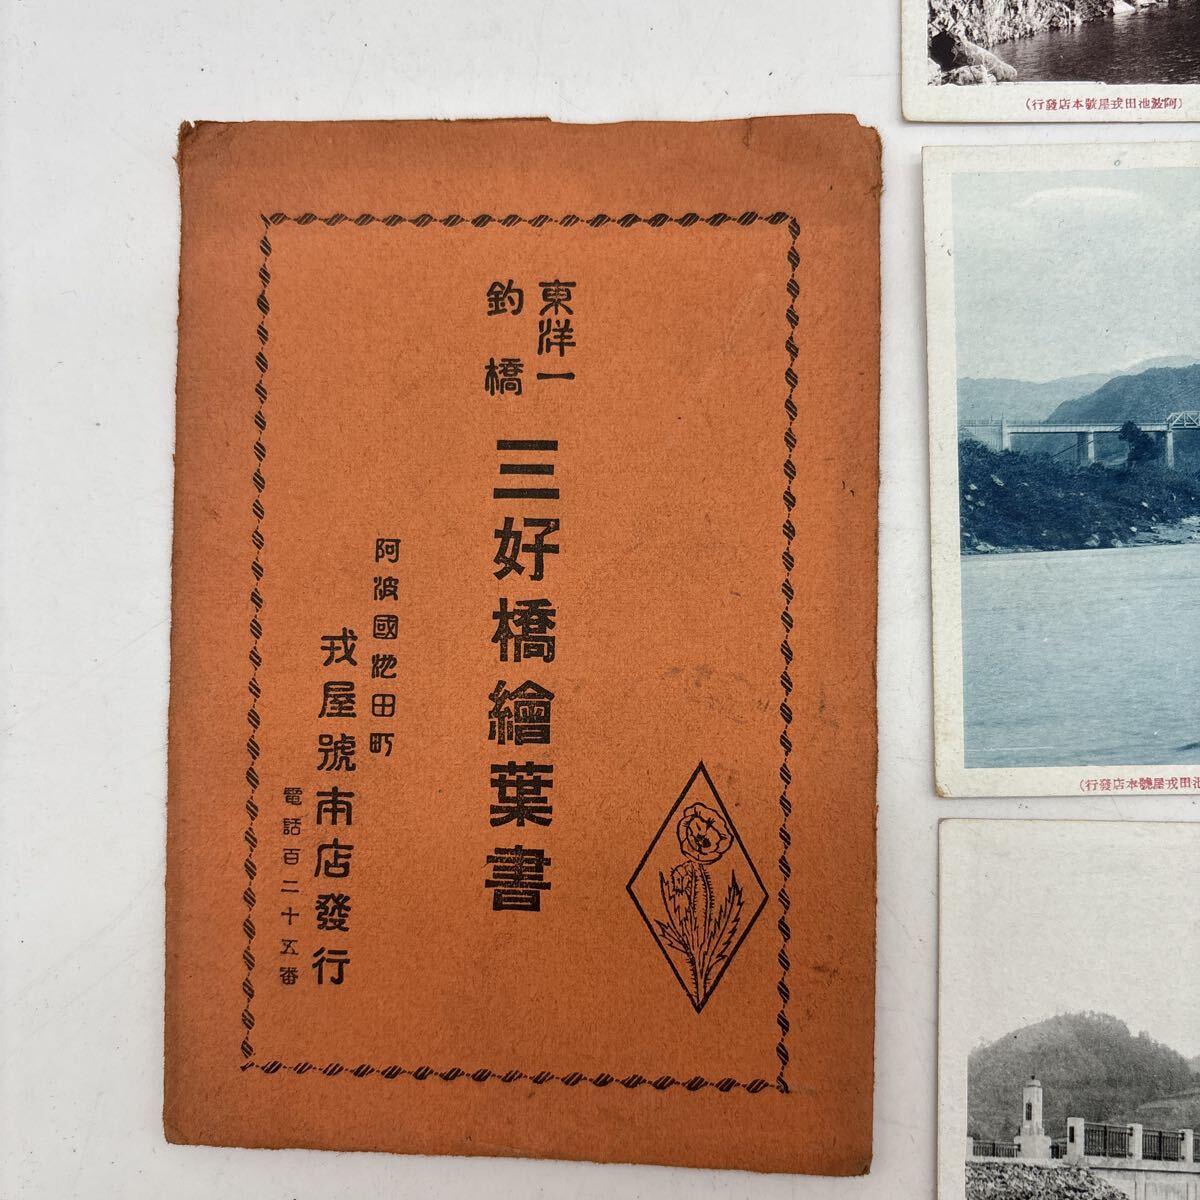 東洋一
釣橋
三好橋繪葉書
阿波國池田町
戎屋號本店發行
電話百二十五番
(行發店本號屋戎田池波阿)
(行發店本號屋戎田池